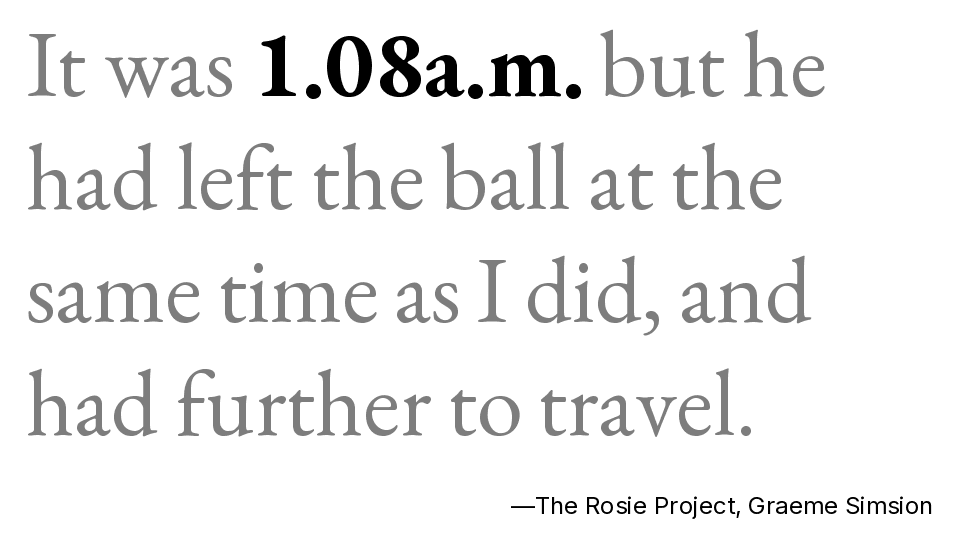 It was 1.08a.m. but he
had left the ball at the
same time as I did, and
had further to travel.
—The Rosie Project, Graeme Simsion